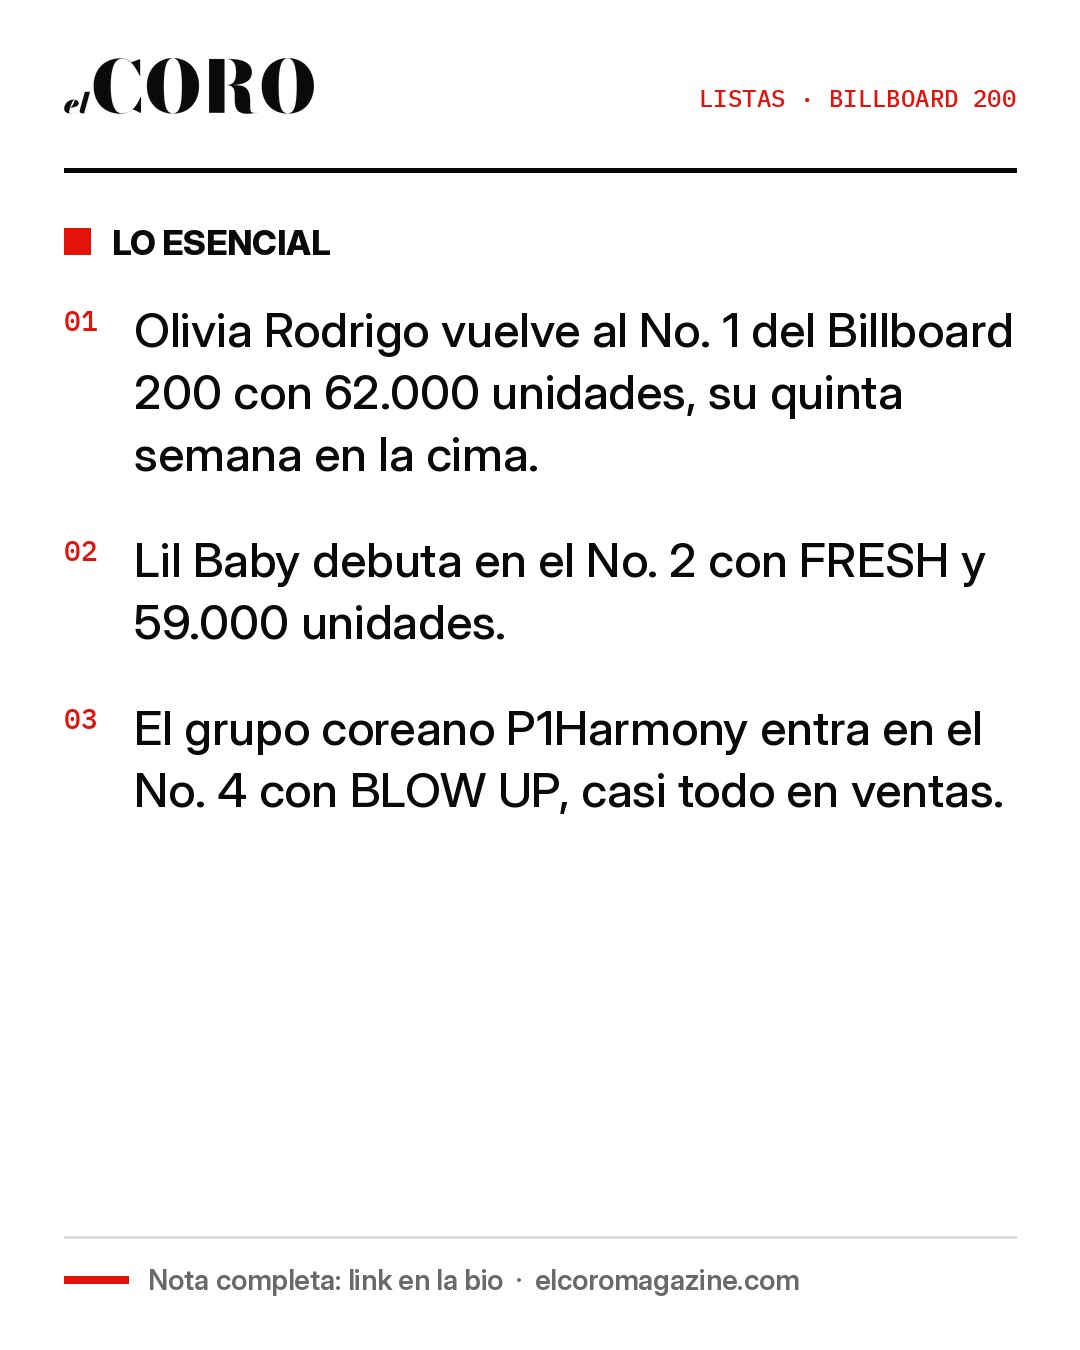 el CORO
LISTAS · BILLBOARD 200
LO ESENCIAL
01 Olivia Rodrigo vuelve al No. 1 del Billboard
200 con 62.000 unidades, su quinta
semana en la cima.
02 Lil Baby debuta en el No. 2 con FRESH y
59.000 unidades.
03 El grupo coreano P1Harmony entra en el
No. 4 con BLOW UP, casi todo en ventas.
Nota completa: link en la bio · elcoromagazine.com